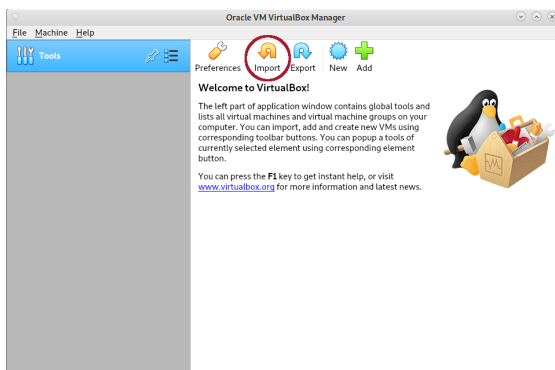 Oracle VM VirtualBox Manager
File Machine Help
Tools
Preferences Import Export New Add
Welcome to VirtualBox!
The left part of application window contains global tools and
lists all virtual machines and virtual machine groups on your
computer. You can import, add and create new VMs using
corresponding toolbar buttons. You can popup a tools of
currently selected element using corresponding element
button.
You can press the F1 key to get instant help, or visit
www.virtualbox.org for more information and latest news.